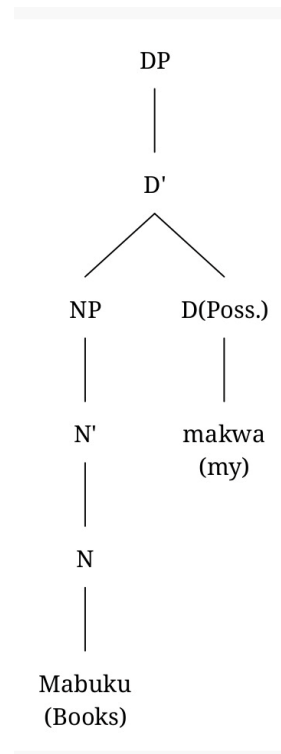 DP
D'
NP D(Poss.)
N' makwa
(my)
N
Mabuku
(Books)